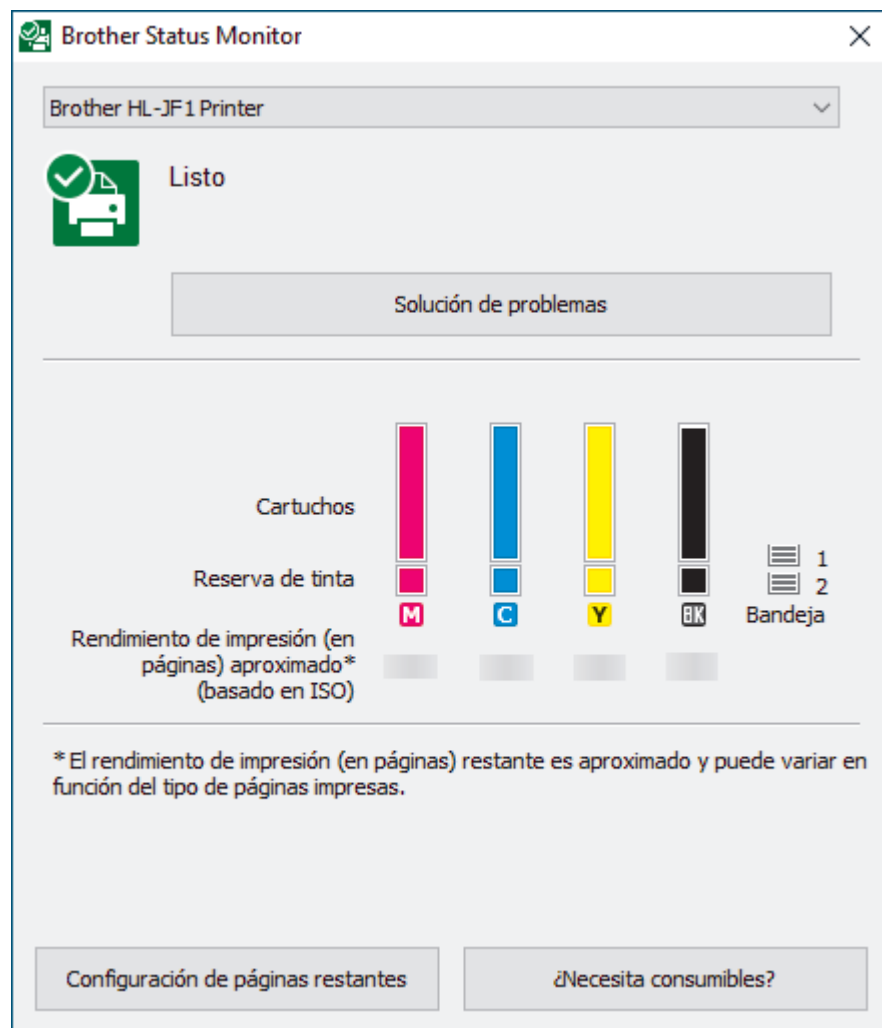 Brother Status Monitor
Brother HL-JF1 Printer
Listo
Solución de problemas
Cartuchos
Reserva de tinta
1
2
M C Y BK Bandeja
Rendimiento de impresión (en
páginas) aproximado*
(basado en ISO)
* El rendimiento de impresión (en páginas) restante es aproximado y puede variar en
función del tipo de páginas impresas.
Configuración de páginas restantes
¿Necesita consumibles?